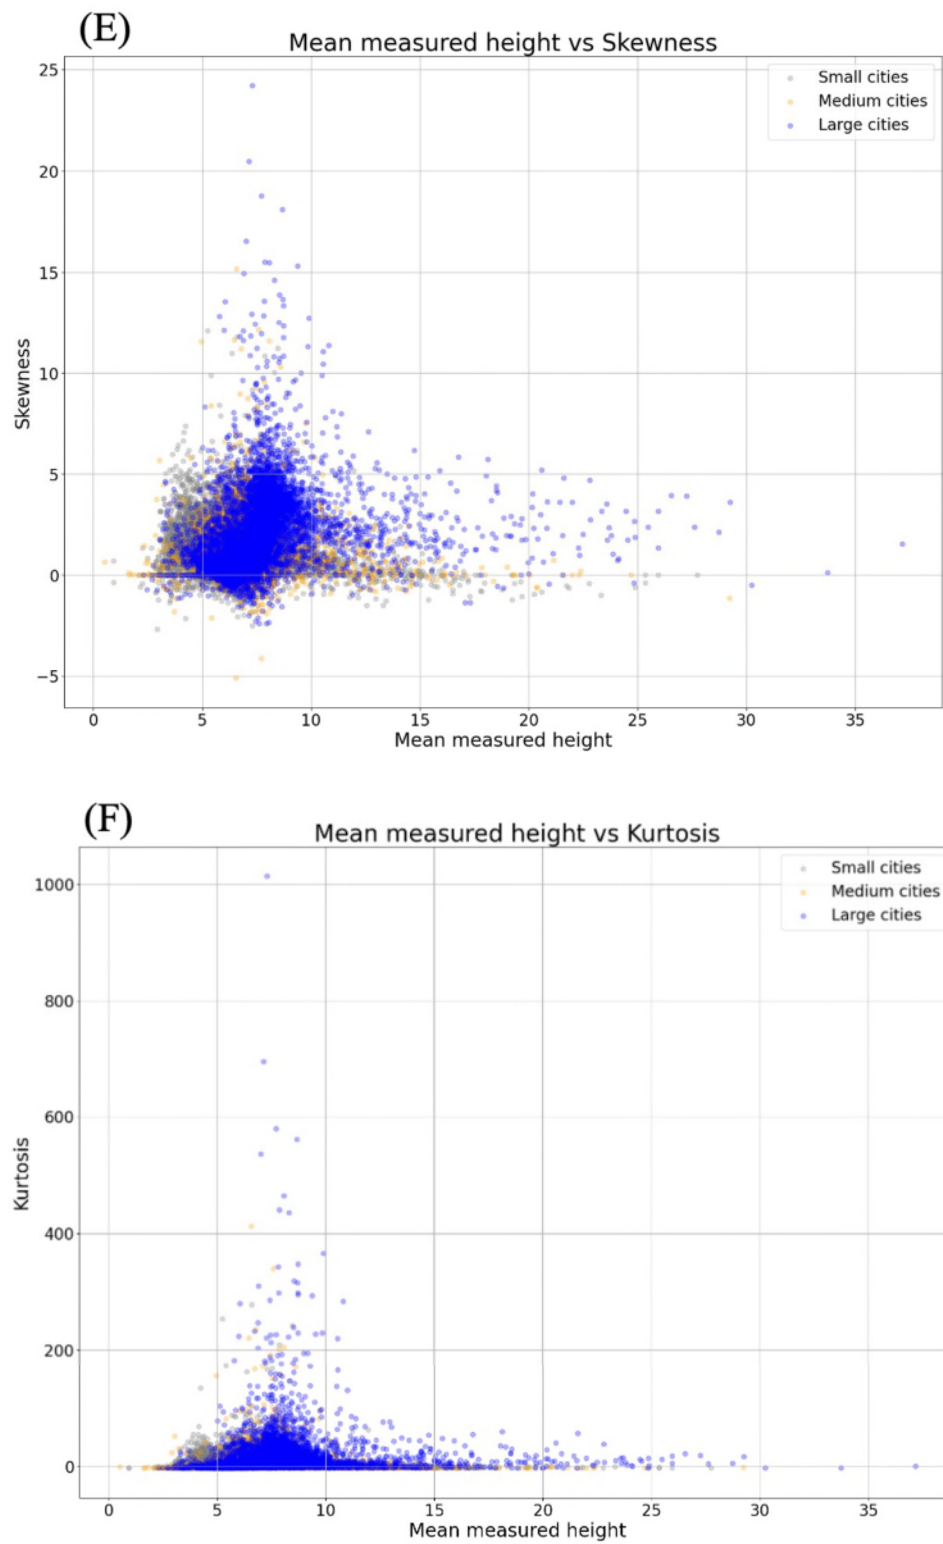 (E)
Mean measured height vs Skewness
25
20
15
10
5
0
−5
Skewness
Small cities
Medium cities
Large cities
0 5 10 15 20 25 30 35
Mean measured height
(F)
Mean measured height vs Kurtosis
1000
800
600
400
200
0
Kurtosis
Small cities
Medium cities
Large cities
0 5 10 15 20 25 30 35
Mean measured height